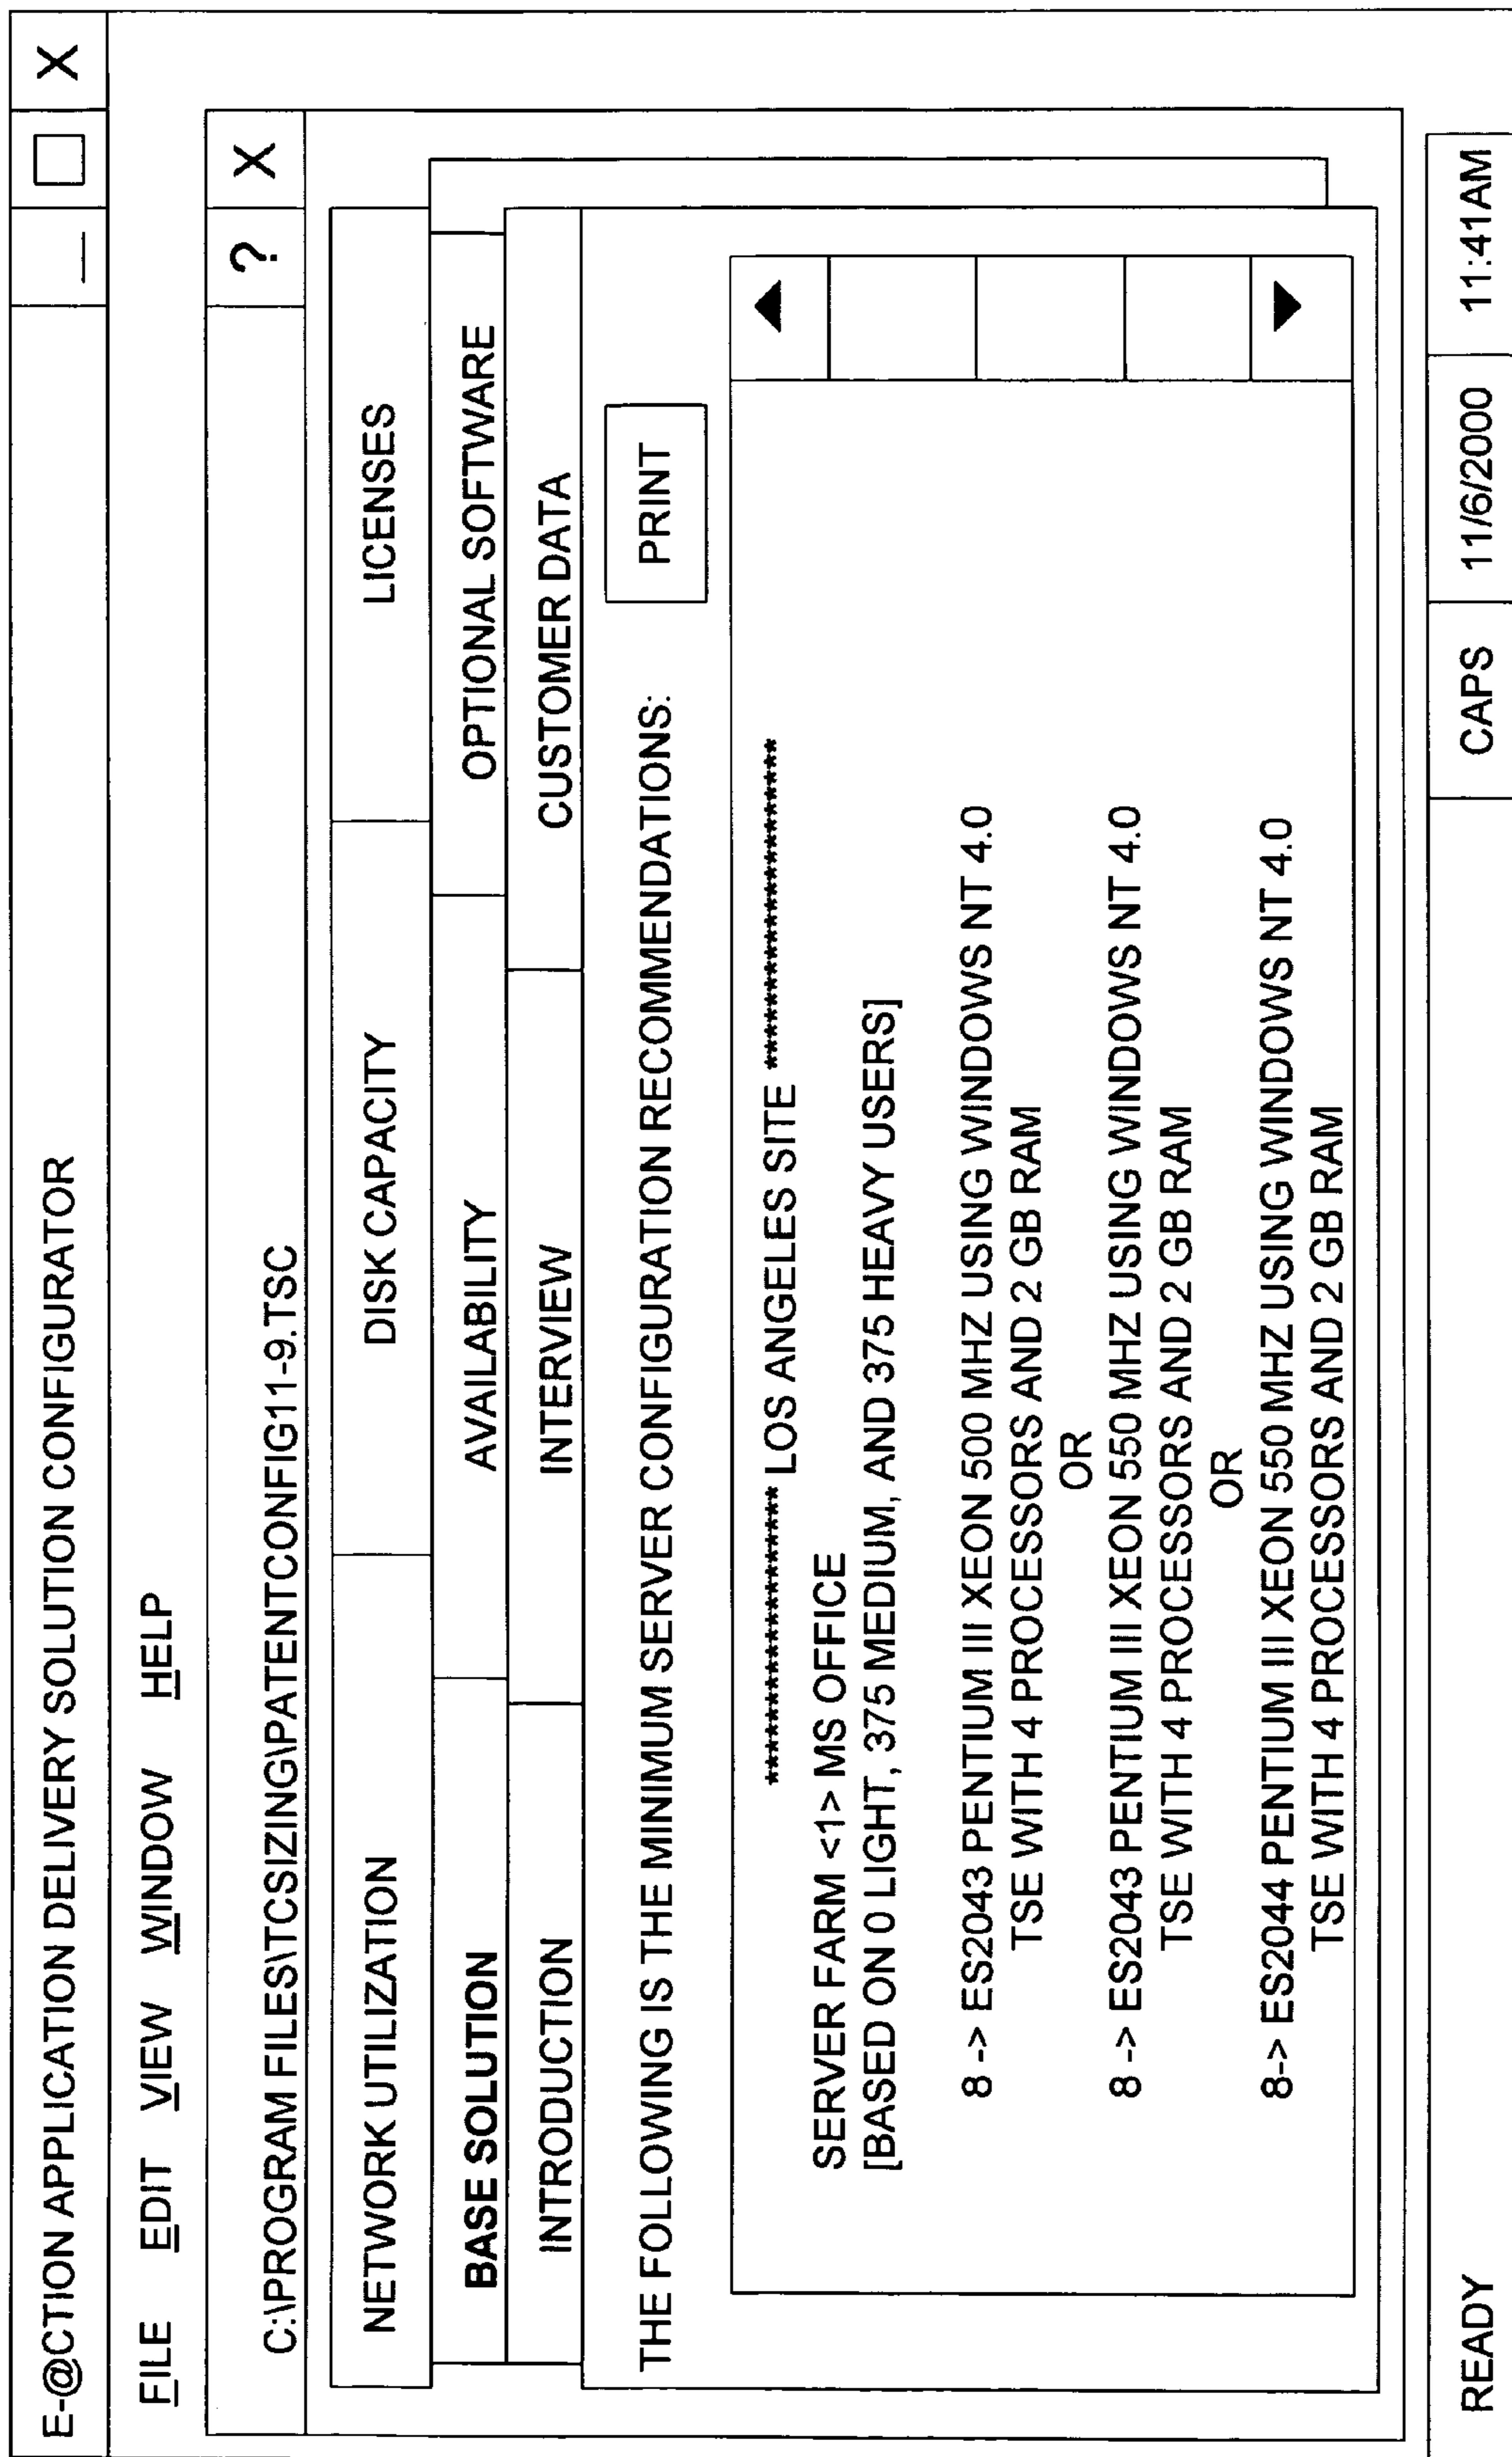 E-@CTION APPLICATION DELIVERY SOLUTION CONFIGURATOR _ X
FILE EDIT VIEW WINDOW HELP
C:\PROGRAM FILES\TCSIZING\PATENTCONFIG11-9.TSC ? X
NETWORK UTILIZATION DISK CAPACITY LICENSES
BASE SOLUTION AVAILABILITY OPTIONAL SOFTWARE
INTRODUCTION INTERVIEW CUSTOMER DATA
THE FOLLOWING IS THE MINIMUM SERVER CONFIGURATION RECOMMENDATIONS: PRINT
*********************** LOS ANGELES SITE *************************
SERVER FARM <1> MS OFFICE
[BASED ON 0 LIGHT, 375 MEDIUM, AND 375 HEAVY USERS]
8 -> ES2043 PENTIUM III XEON 500 MHZ USING WINDOWS NT 4.0
TSE WITH 4 PROCESSORS AND 2 GB RAM
OR
8 -> ES2043 PENTIUM III XEON 550 MHZ USING WINDOWS NT 4.0
TSE WITH 4 PROCESSORS AND 2 GB RAM
OR
8-> ES2044 PENTIUM III XEON 550 MHZ USING WINDOWS NT 4.0
TSE WITH 4 PROCESSORS AND 2 GB RAM
READY CAPS 11/6/2000 11:41AM